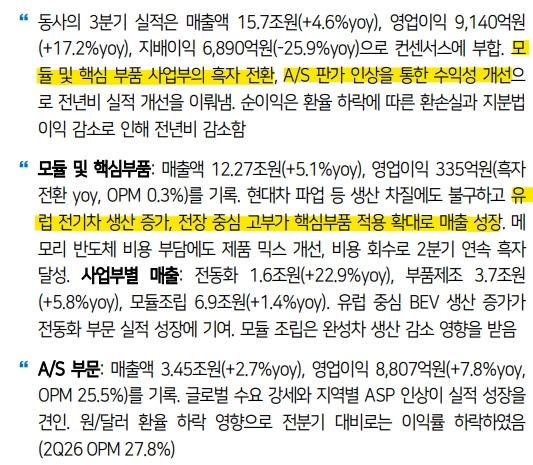 “ 동사의 3분기 실적은 매출액 15.7조원(+4.6%yoy), 영업이익 9,140억원
(+17.2%yoy), 지배이익 6,890억원(-25.9%yoy)으로 컨센서스에 부합. 모
듈 및 핵심 부품 사업부의 흑자 전환, A/S 판가 인상을 통한 수익성 개선으
로 전년비 실적 개선을 이뤄냄. 순이익은 환율 하락에 따른 환손실과 지분법
이익 감소로 인해 전년비 감소함
“ 모듈 및 핵심부품: 매출액 12.27조원(+5.1%yoy), 영업이익 335억원(흑자
전환 yoy, OPM 0.3%)를 기록. 현대차 파업 등 생산 차질에도 불구하고 유
럽 전기차 생산 증가, 전장 중심 고부가 핵심부품 적용 확대로 매출 성장. 메
모리 반도체 비용 부담에도 제품 믹스 개선, 비용 회수로 2분기 연속 흑자
달성. 사업부별 매출: 전동화 1.6조원(+22.9%yoy), 부품제조 3.7조원
(+5.8%yoy), 모듈조립 6.9조원(+1.4%yoy). 유럽 중심 BEV 생산 증가가
전동화 부문 실적 성장에 기여. 모듈 조립은 완성차 생산 감소 영향을 받음
“ A/S 부문: 매출액 3.45조원(+2.7%yoy), 영업이익 8,807억원(+7.8%yoy,
OPM 25.5%)를 기록. 글로벌 수요 강세와 지역별 ASP 인상이 실적 성장을
견인. 원/달러 환율 하락 영향으로 전분기 대비로는 이익률 하락하였음
(2Q26 OPM 27.8%)